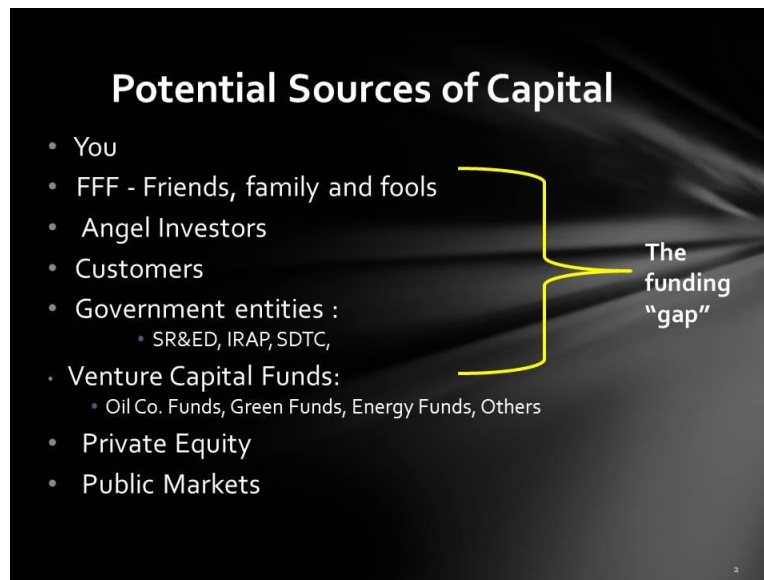 Potential Sources of Capital
• You
• FFF - Friends, family and fools
• Angel Investors
• Customers
• Government entities :
• SR&ED, IRAP, SDTC,
• Venture Capital Funds:
• Oil Co. Funds, Green Funds, Energy Funds, Others
• Private Equity
• Public Markets
The
funding
“gap”
2